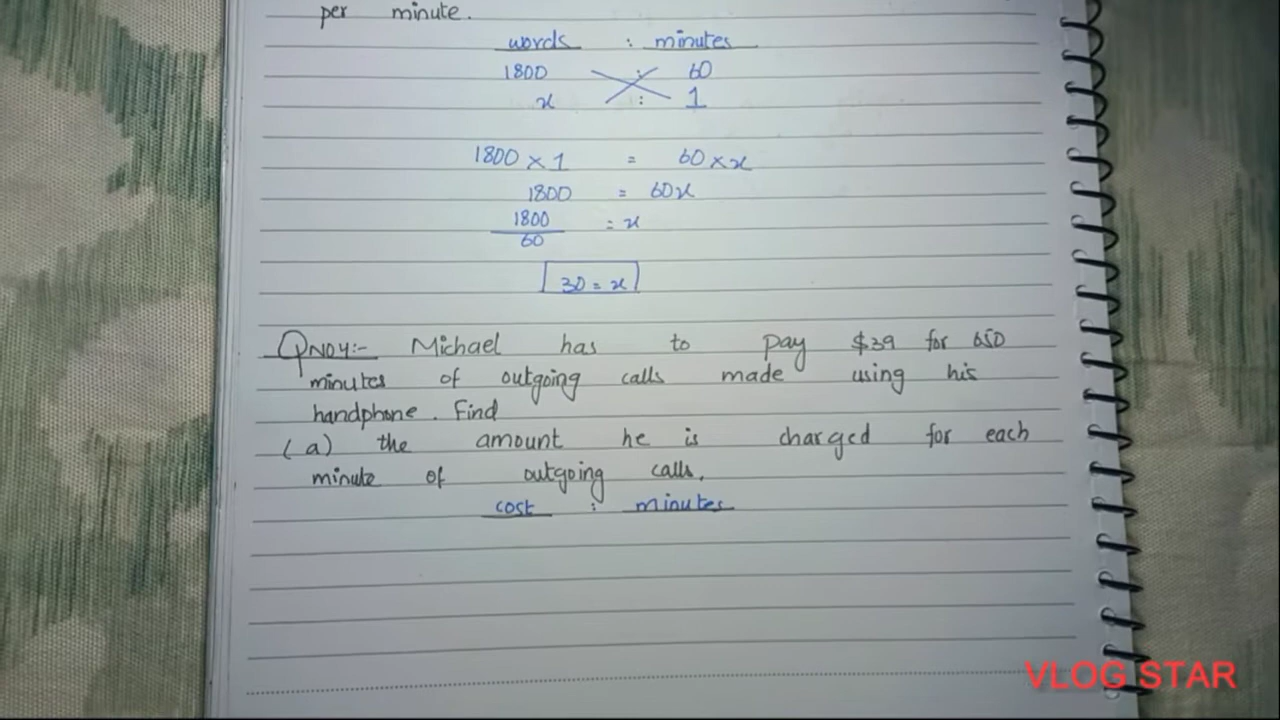 per minute.
words : minutes
1800 : 60
x : 1
1800 × 1 = 60 × x
1800 = 60x
1800 = x
60
30 = x
QNO4:- Michael has to pay $39 for 650
minutes of outgoing calls made using his
handphone. Find
(a) the amount he is charged for each
minute of outgoing calls.
cost : minutes
VLOG STAR